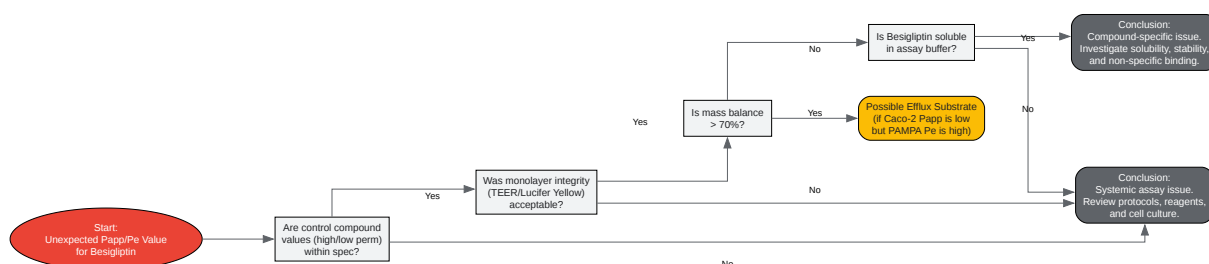 Start:
Unexpected Papp/Pe Value
for Besigliptin
Are control compound
values (high/low perm)
within spec?
Yes
No
Was monolayer integrity
(TEER/Lucifer Yellow)
acceptable?
Yes
No
Is mass balance
> 70%?
Yes
No
Possible Efflux Substrate
(if Caco-2 Papp is low
but PAMPA Pe is high)
Is Besigliptin soluble
in assay buffer?
Yes
No
Conclusion:
Compound-specific issue.
Investigate solubility, stability,
and non-specific binding.
Conclusion:
Systemic assay issue.
Review protocols, reagents,
and cell culture.